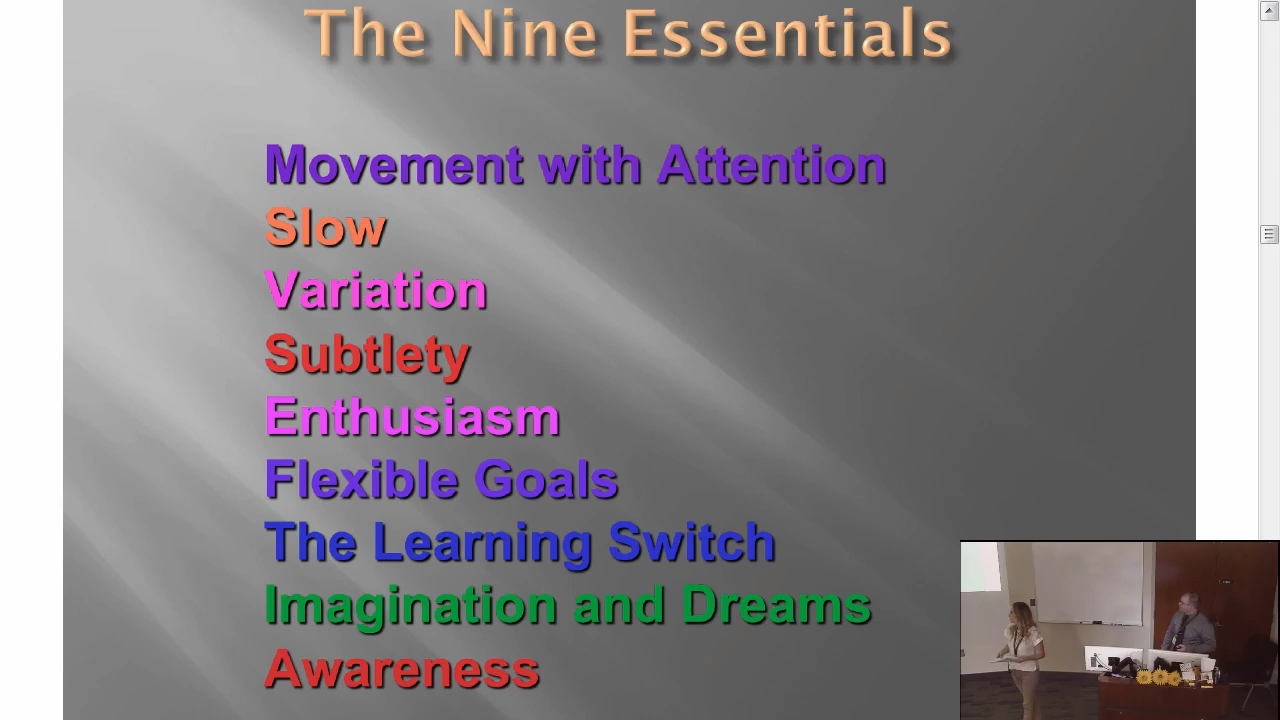 The Nine Essentials
Movement with Attention
Slow
Variation
Subtlety
Enthusiasm
Flexible Goals
The Learning Switch
Imagination and Dreams
Awareness